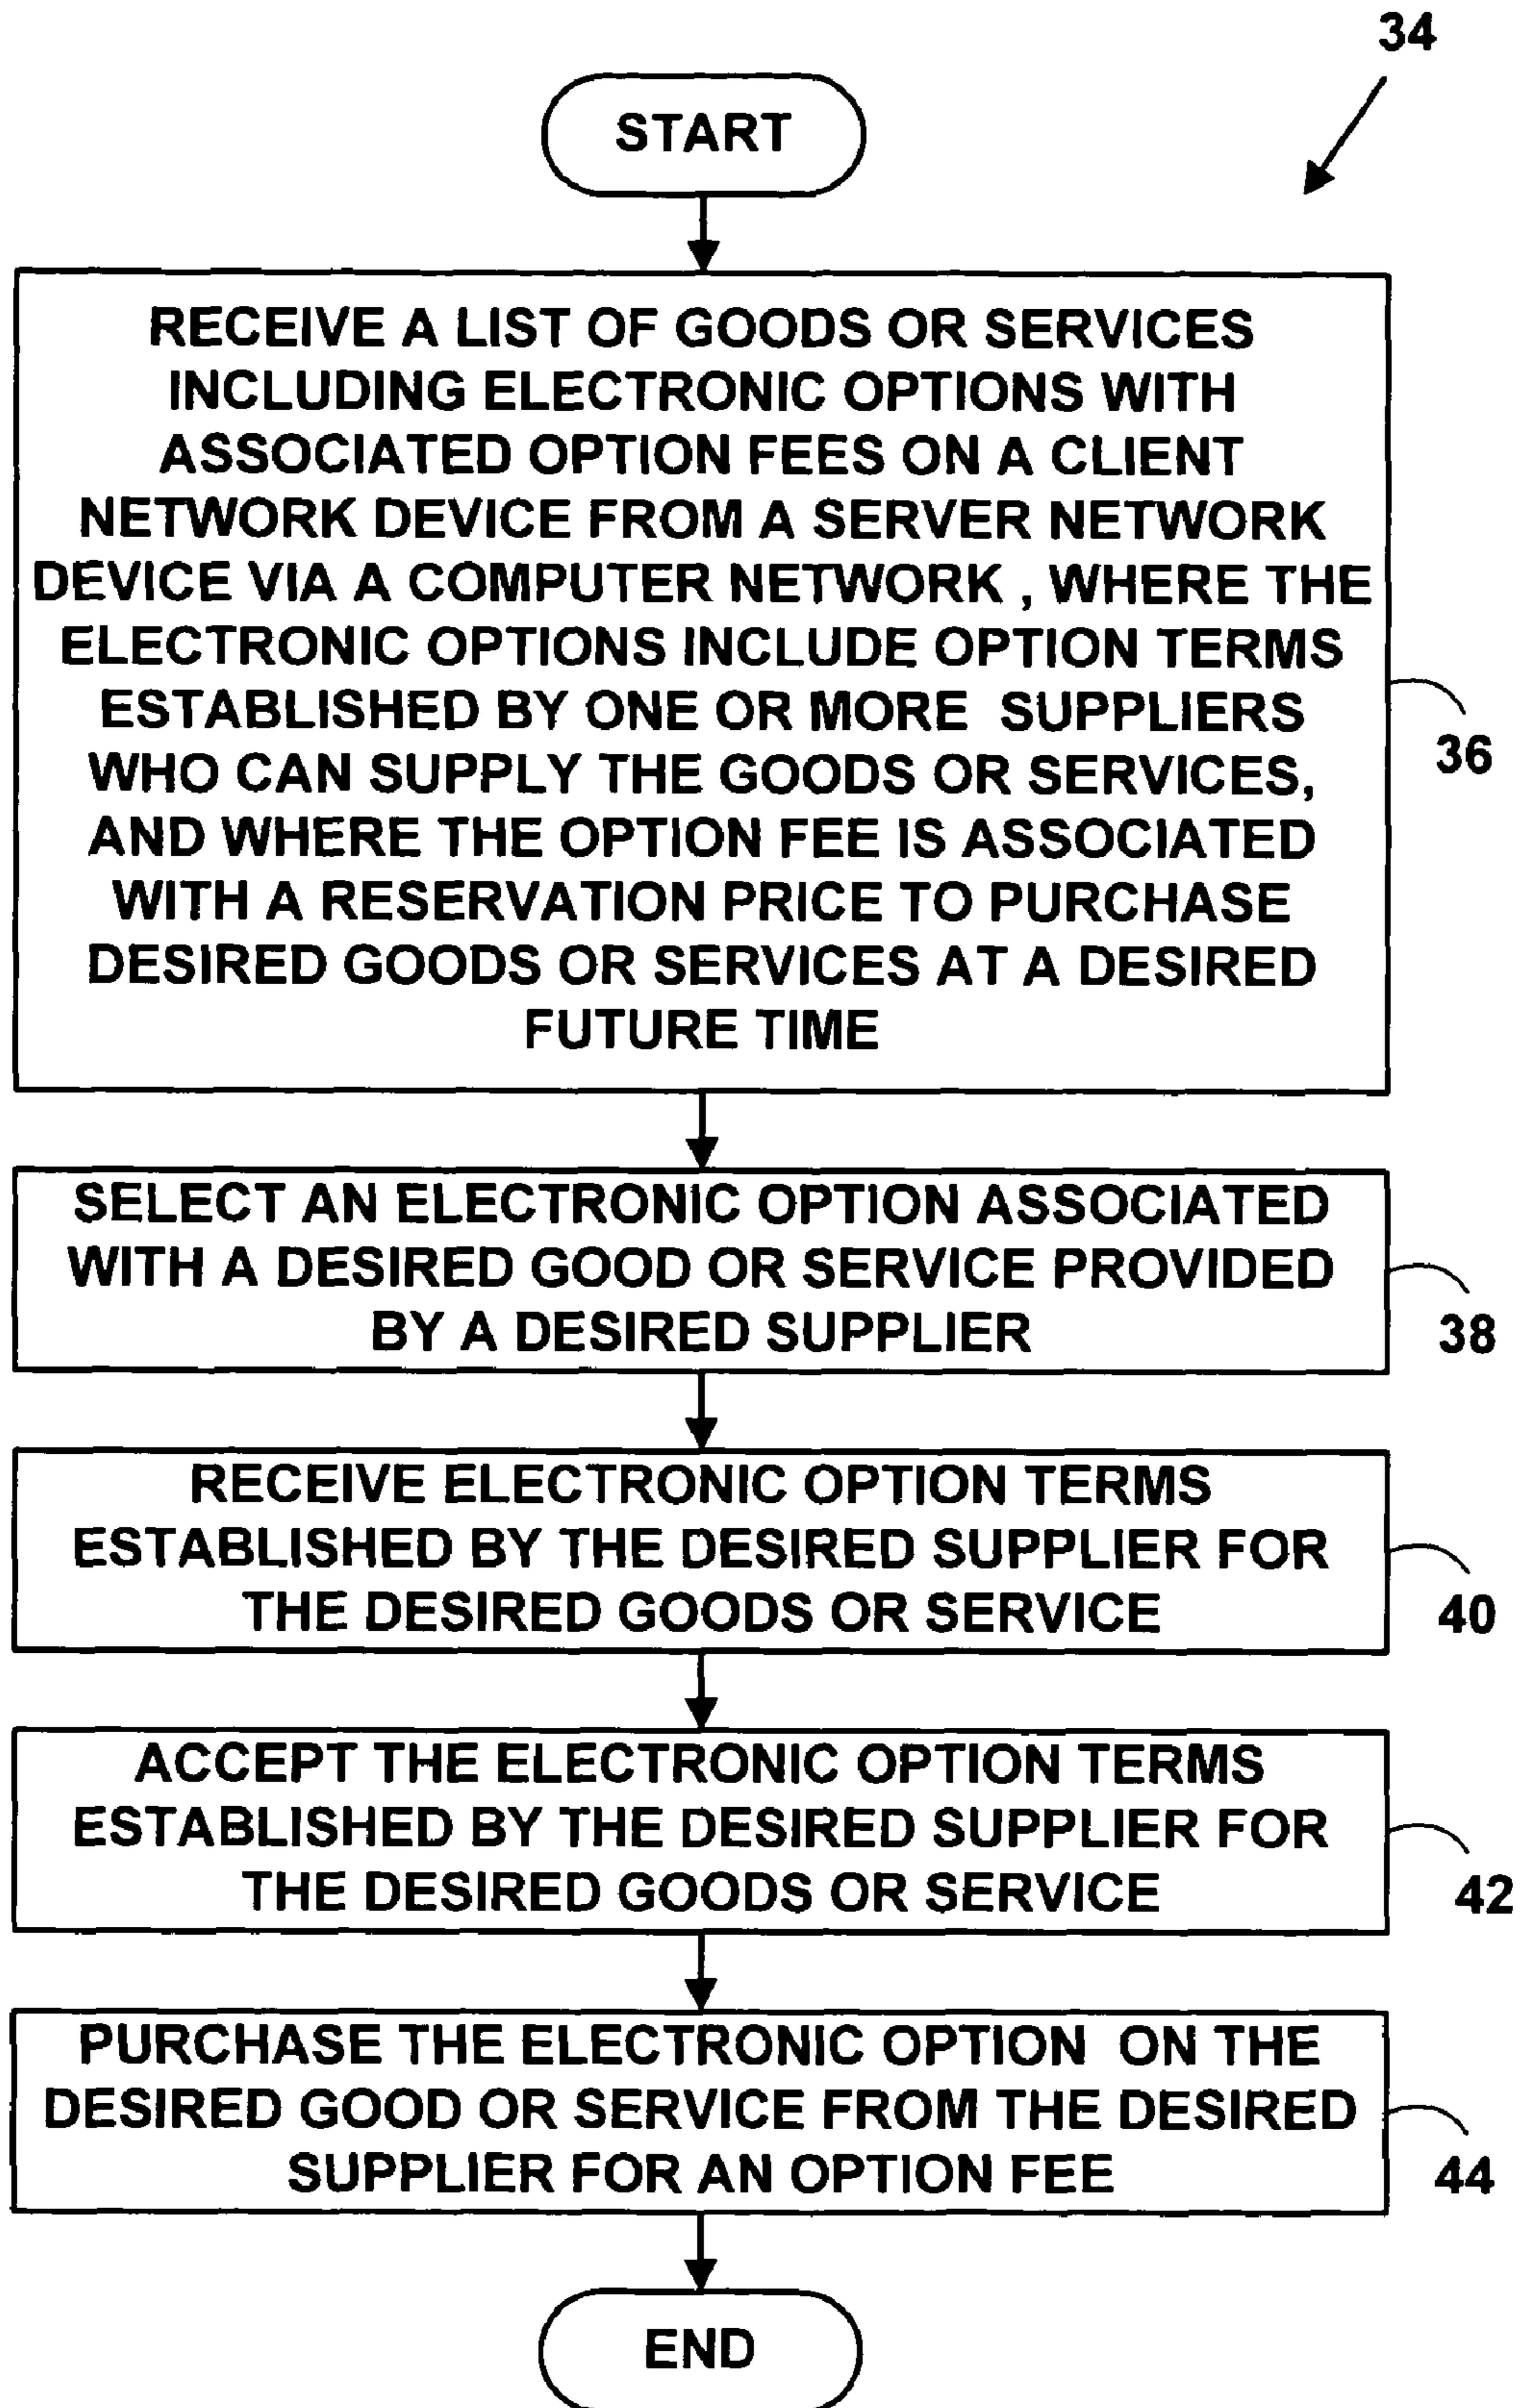 34
START
RECEIVE A LIST OF GOODS OR SERVICES
INCLUDING ELECTRONIC OPTIONS WITH
ASSOCIATED OPTION FEES ON A CLIENT
NETWORK DEVICE FROM A SERVER NETWORK
DEVICE VIA A COMPUTER NETWORK , WHERE THE
ELECTRONIC OPTIONS INCLUDE OPTION TERMS
ESTABLISHED BY ONE OR MORE SUPPLIERS
WHO CAN SUPPLY THE GOODS OR SERVICES,
AND WHERE THE OPTION FEE IS ASSOCIATED
WITH A RESERVATION PRICE TO PURCHASE
DESIRED GOODS OR SERVICES AT A DESIRED
FUTURE TIME
36
SELECT AN ELECTRONIC OPTION ASSOCIATED
WITH A DESIRED GOOD OR SERVICE PROVIDED
BY A DESIRED SUPPLIER
38
RECEIVE ELECTRONIC OPTION TERMS
ESTABLISHED BY THE DESIRED SUPPLIER FOR
THE DESIRED GOODS OR SERVICE
40
ACCEPT THE ELECTRONIC OPTION TERMS
ESTABLISHED BY THE DESIRED SUPPLIER FOR
THE DESIRED GOODS OR SERVICE
42
PURCHASE THE ELECTRONIC OPTION ON THE
DESIRED GOOD OR SERVICE FROM THE DESIRED
SUPPLIER FOR AN OPTION FEE
44
END